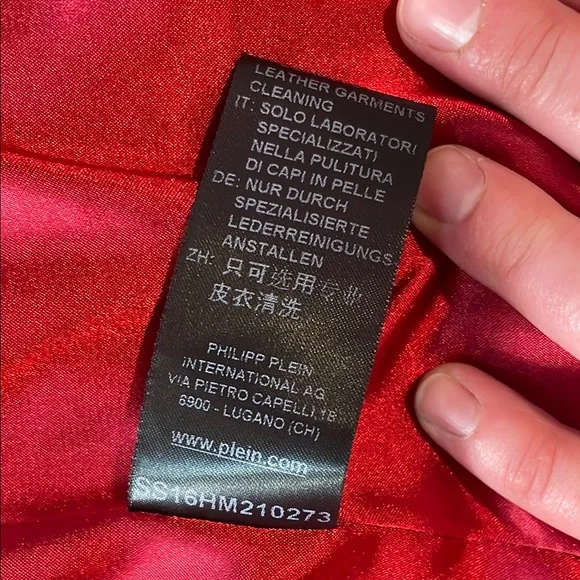 LEATHER GARMENTS
CLEANING
IT: SOLO LABORATORI
SPECIALIZZATI
NELLA PULITURA
DI CAPI IN PELLE
DE: NUR DURCH
SPEZIALISIERTE
LEDERREINIGUNGS
ANSTALLEN
ZH: 只可选用专业
皮衣清洗
PHILIPP PLEIN
INTERNATIONAL AG
VIA PIETRO CAPELLI 18
6900 - LUGANO (CH)
www.plein.com
SS16HM210273